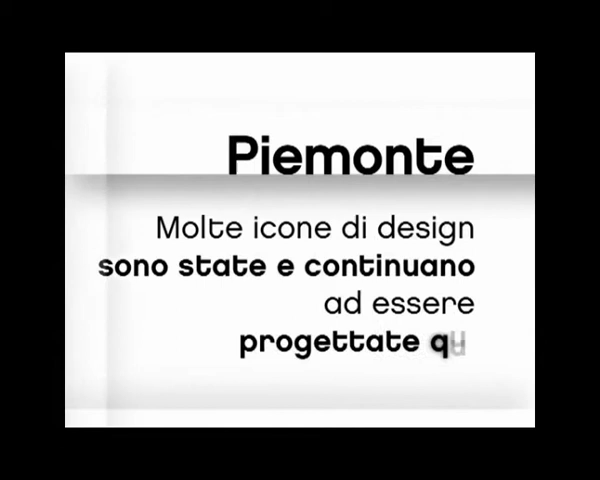 Piemonte
Molte icone di design
sono state e continuano
ad essere
progettate